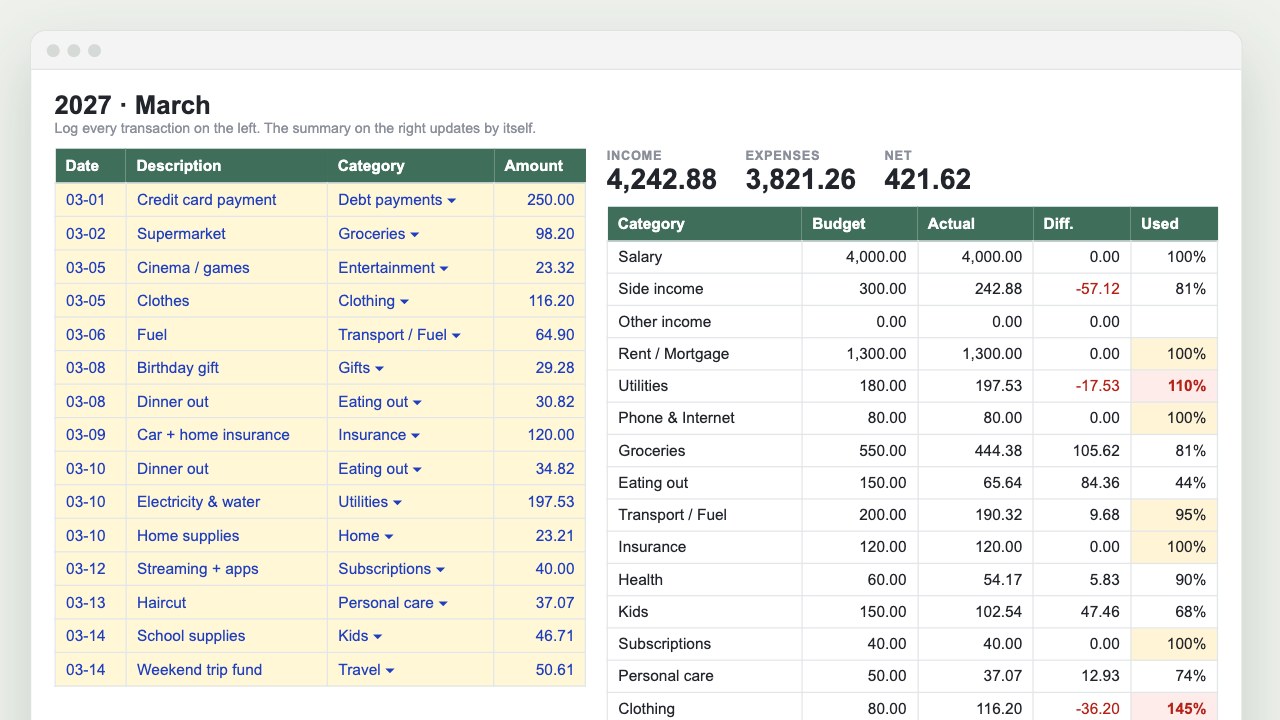 2027 · March
Log every transaction on the left. The summary on the right updates by itself.
Date Description Category Amount
03-01 Credit card payment Debt payments 250.00
03-02 Supermarket Groceries 98.20
03-05 Cinema / games Entertainment 23.32
03-05 Clothes Clothing 116.20
03-06 Fuel Transport / Fuel 64.90
03-08 Birthday gift Gifts 29.28
03-08 Dinner out Eating out 30.82
03-09 Car + home insurance Insurance 120.00
03-10 Dinner out Eating out 34.82
03-10 Electricity & water Utilities 197.53
03-10 Home supplies Home 23.21
03-12 Streaming + apps Subscriptions 40.00
03-13 Haircut Personal care 37.07
03-14 School supplies Kids 46.71
03-14 Weekend trip fund Travel 50.61
INCOME EXPENSES NET
4,242.88 3,821.26 421.62
Category Budget Actual Diff. Used
Salary 4,000.00 4,000.00 0.00 100%
Side income 300.00 242.88 -57.12 81%
Other income 0.00 0.00 0.00
Rent / Mortgage 1,300.00 1,300.00 0.00 100%
Utilities 180.00 197.53 -17.53 110%
Phone & Internet 80.00 80.00 0.00 100%
Groceries 550.00 444.38 105.62 81%
Eating out 150.00 65.64 84.36 44%
Transport / Fuel 200.00 190.32 9.68 95%
Insurance 120.00 120.00 0.00 100%
Health 60.00 54.17 5.83 90%
Kids 150.00 102.54 47.46 68%
Subscriptions 40.00 40.00 0.00 100%
Personal care 50.00 37.07 12.93 74%
Clothing 80.00 116.20 -36.20 145%